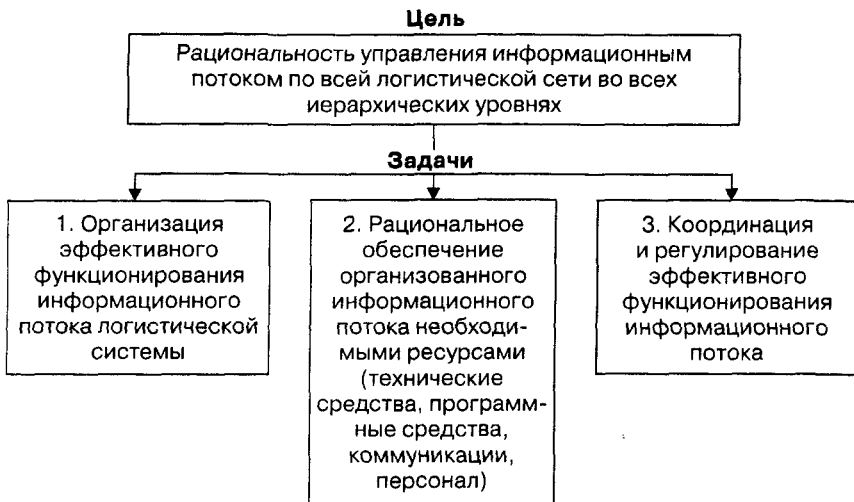 Цель
Рациональность управления информационным
потоком по всей логистической сети во всех
иерархических уровнях
Задачи
1. Организация
эффективного
функционирования
информационного
потока логистической
системы
2. Рациональное
обеспечение
организованного
информационного
потока необходи-
мыми ресурсами
(технические
средства, программ-
ные средства,
коммуникации,
персонал)
3. Координация
и регулирование
эффективного
функционирования
информационного
потока